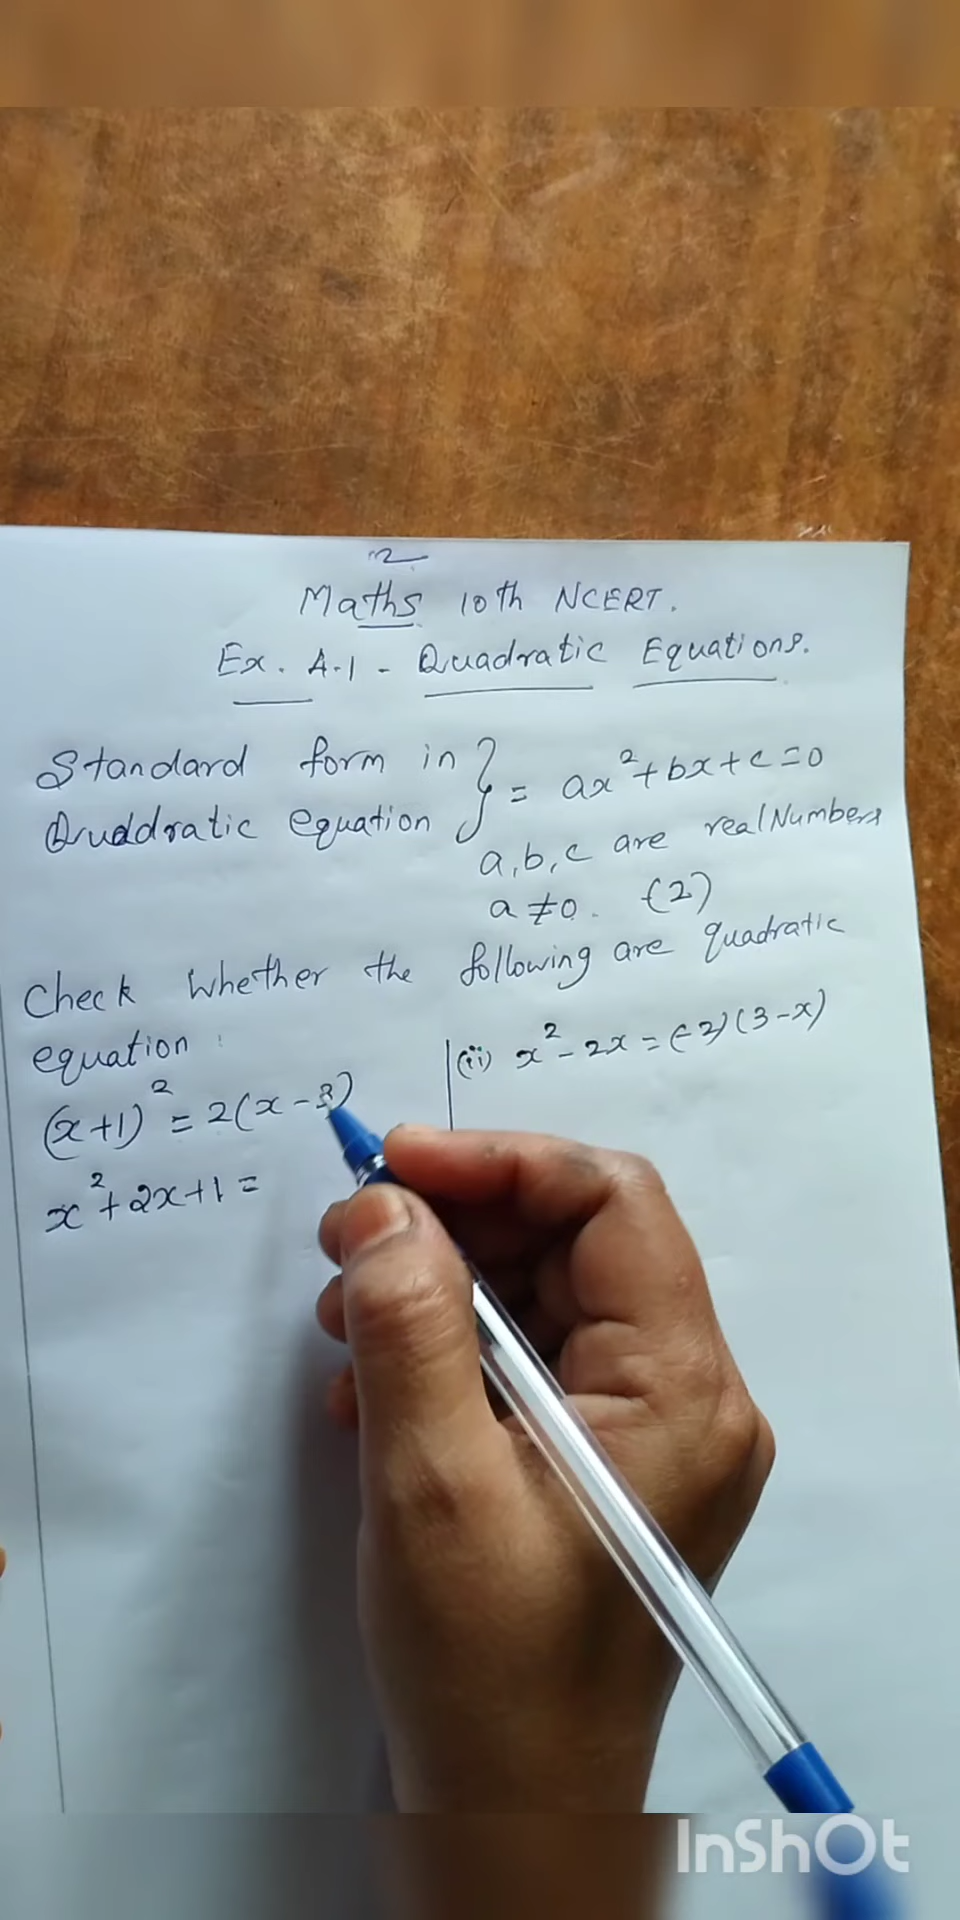 Maths 10th NCERT.
Ex. 4.1 - Quadratic Equations.
Standard form in
Quddratic equation } = ax²+bx+c=0
a,b,c are real Numbers
a≠0. (2)
Check whether the following are quadratic
equation:
(x+1)² = 2(x-3)
x²+2x+1 =
(ii) x²-2x = (-2)(3-x)
InShOt